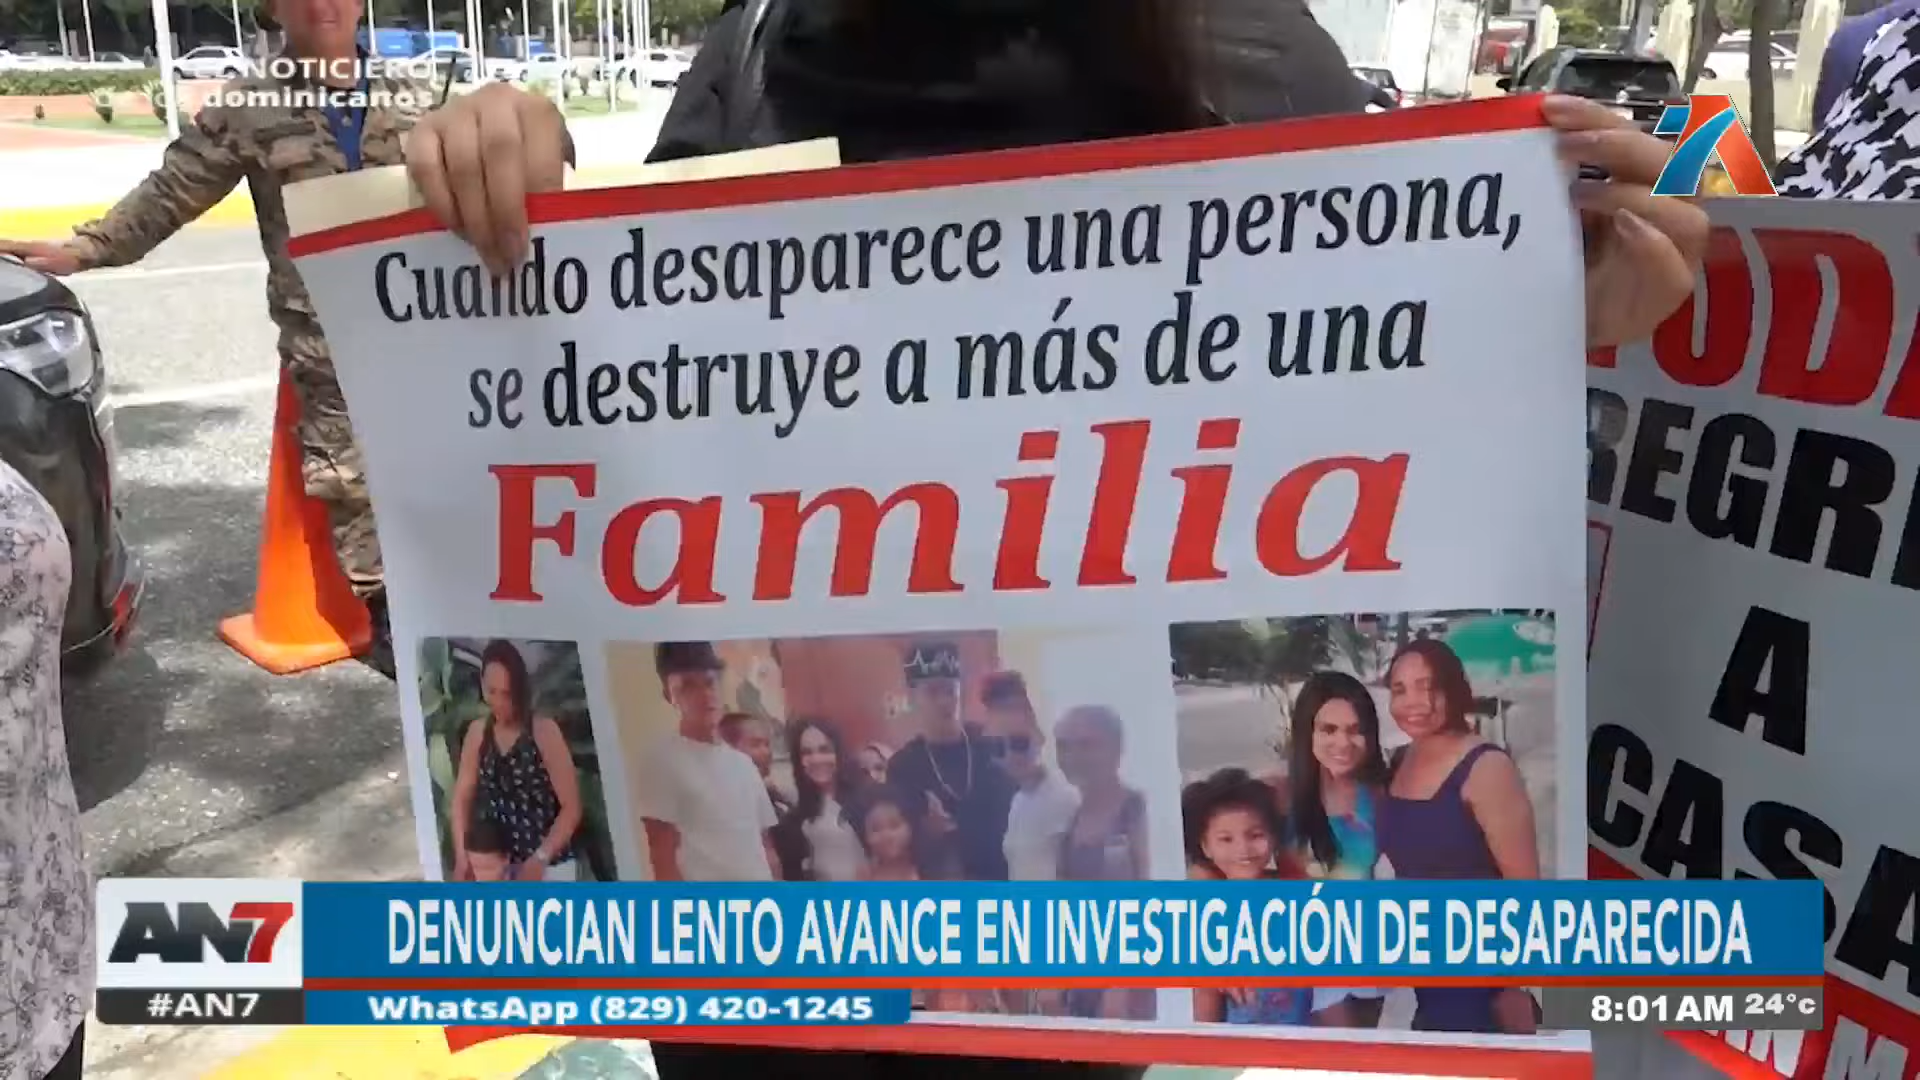 NOTICIERO
dominicanos
Cuando desaparece una persona,
se destruye a más de una
Familia
A
CASA
AN7
DENUNCIAN LENTO AVANCE EN INVESTIGACIÓN DE DESAPARECIDA
#AN7
WhatsApp (829) 420-1245
8:01AM 24°c